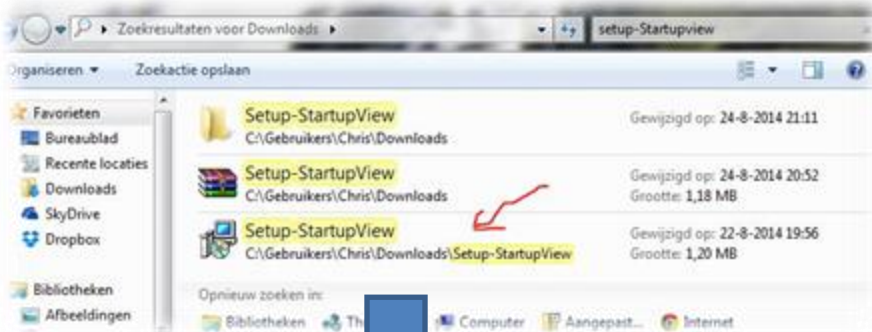 Zoekresultaten voor Downloads
setup-Startupview
Organiseren
Zoekactie opslaan
Favorieten
Bureaublad
Recente locaties
Downloads
SkyDrive
Dropbox
Bibliotheken
Afbeeldingen
Setup-StartupView
C:\Gebruikers\Chris\Downloads
Gewijzigd op: 24-8-2014 21:11
Setup-StartupView
C:\Gebruikers\Chris\Downloads
Gewijzigd op: 24-8-2014 20:52
Grootte: 1,18 MB
Setup-StartupView
C:\Gebruikers\Chris\Downloads\Setup-StartupView
Gewijzigd op: 22-8-2014 19:56
Grootte: 1,20 MB
Opnieuw zoeken in:
Bibliotheken
Computer
Aangepast...
Internet